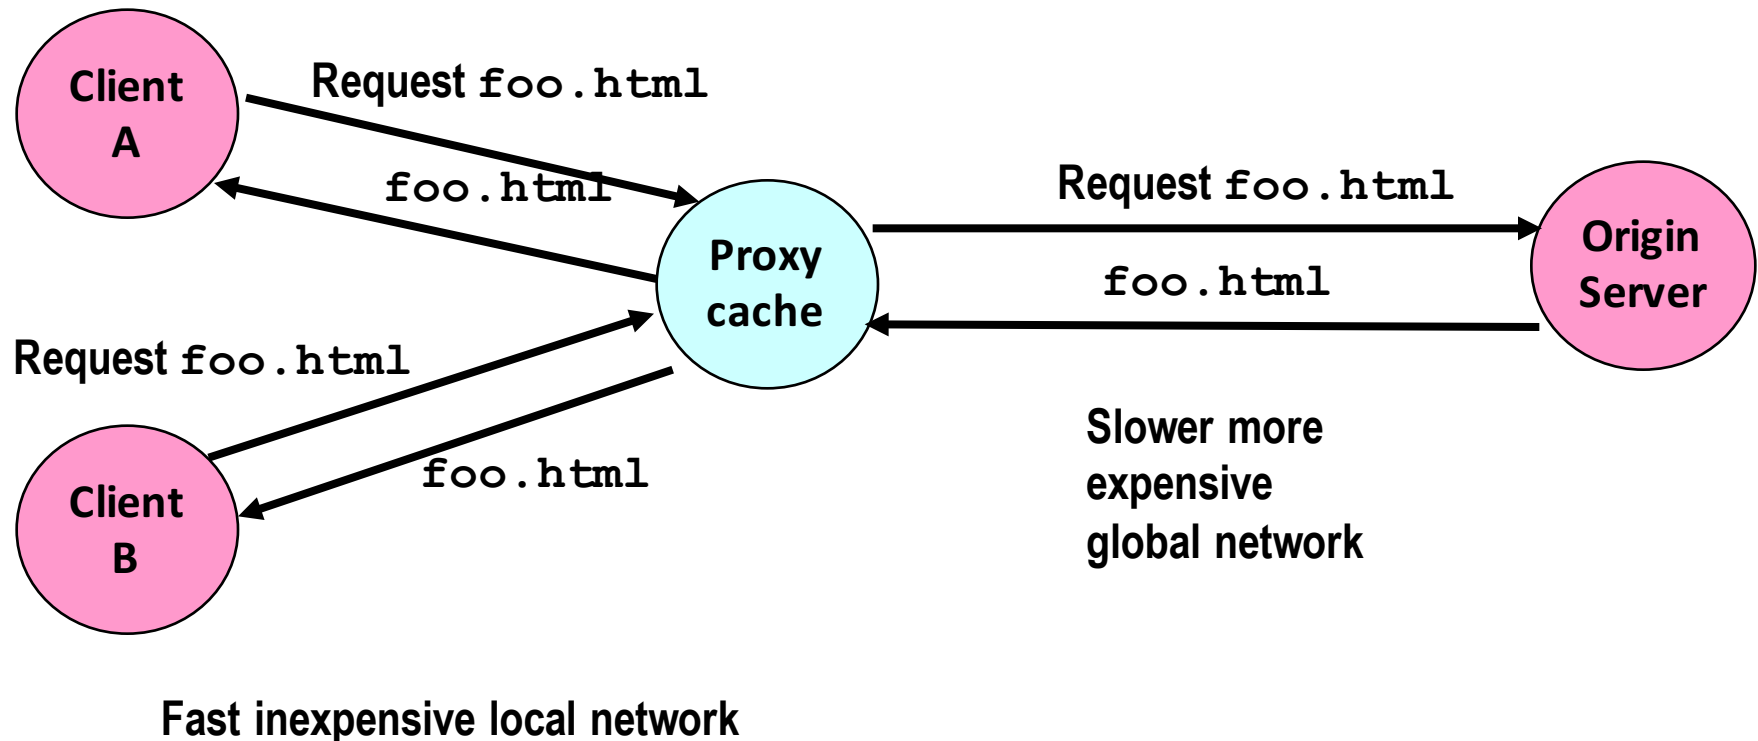 Client
A
Request foo.html
foo.html
Proxy
cache
Request foo.html
foo.html
Origin
Server
Request foo.html
foo.html
Client
B
Slower more
expensive
global network
Fast inexpensive local network